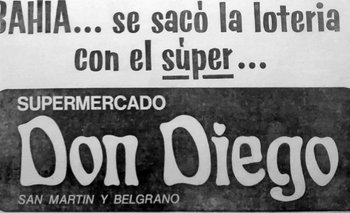 BAHIA... se sacó la loteria
con el súper...
SUPERMERCADO
Don Diego
SAN MARTIN Y BELGRANO